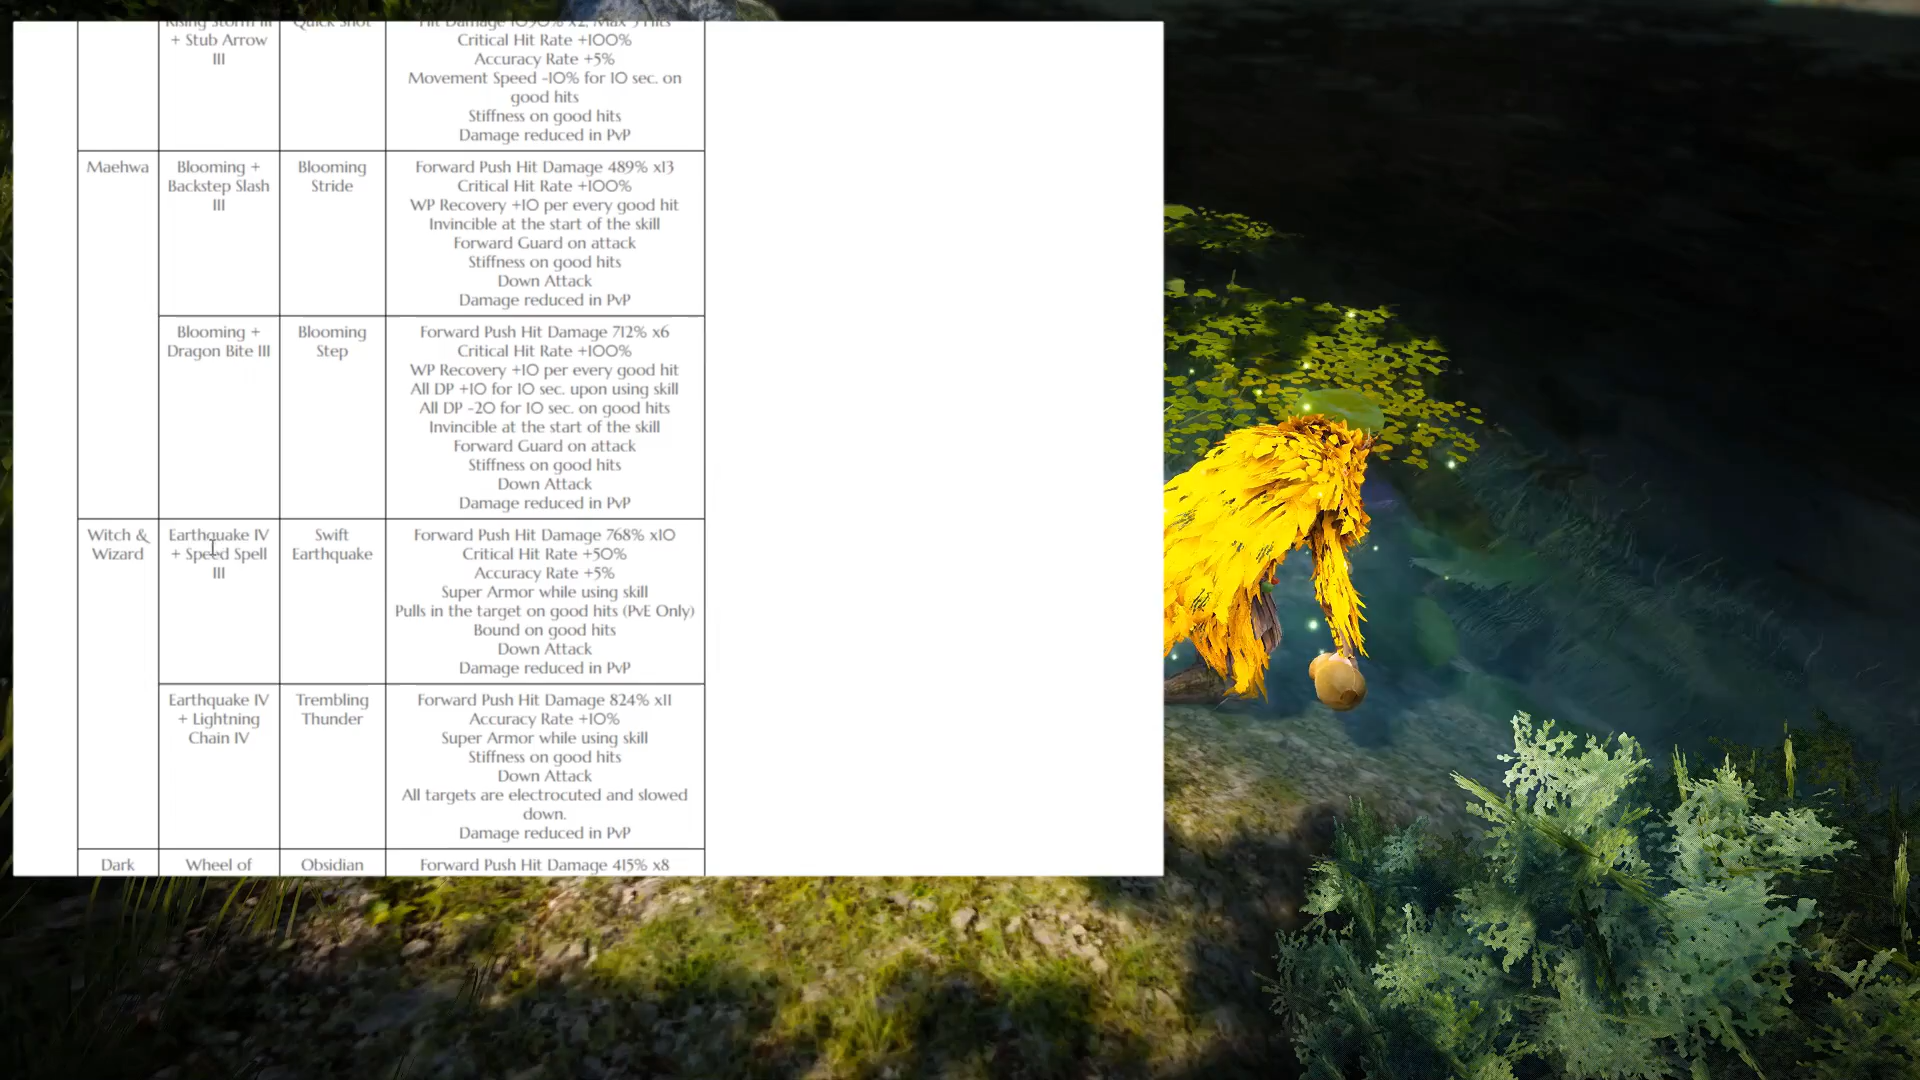 + Stub Arrow
III
Critical Hit Rate +100%
Accuracy Rate +5%
Movement Speed -10% for 10 sec. on
good hits
Stiffness on good hits
Damage reduced in PvP
Maehwa
Blooming +
Backstep Slash
III
Blooming
Stride
Forward Push Hit Damage 489% x13
Critical Hit Rate +100%
WP Recovery +10 per every good hit
Invincible at the start of the skill
Forward Guard on attack
Stiffness on good hits
Down Attack
Damage reduced in PvP
Blooming +
Dragon Bite III
Blooming
Step
Forward Push Hit Damage 712% x6
Critical Hit Rate +100%
WP Recovery +10 per every good hit
All DP +10 for 10 sec. upon using skill
All DP -20 for 10 sec. on good hits
Invincible at the start of the skill
Forward Guard on attack
Stiffness on good hits
Down Attack
Damage reduced in PvP
Witch &
Wizard
Earthquake IV
+ Speed Spell
III
Swift
Earthquake
Forward Push Hit Damage 768% x10
Critical Hit Rate +50%
Accuracy Rate +5%
Super Armor while using skill
Pulls in the target on good hits (PvE Only)
Bound on good hits
Down Attack
Damage reduced in PvP
Earthquake IV
+ Lightning
Chain IV
Trembling
Thunder
Forward Push Hit Damage 824% x11
Accuracy Rate +10%
Super Armor while using skill
Stiffness on good hits
Down Attack
All targets are electrocuted and slowed
down.
Damage reduced in PvP
Dark
Wheel of
Obsidian
Forward Push Hit Damage 415% x8